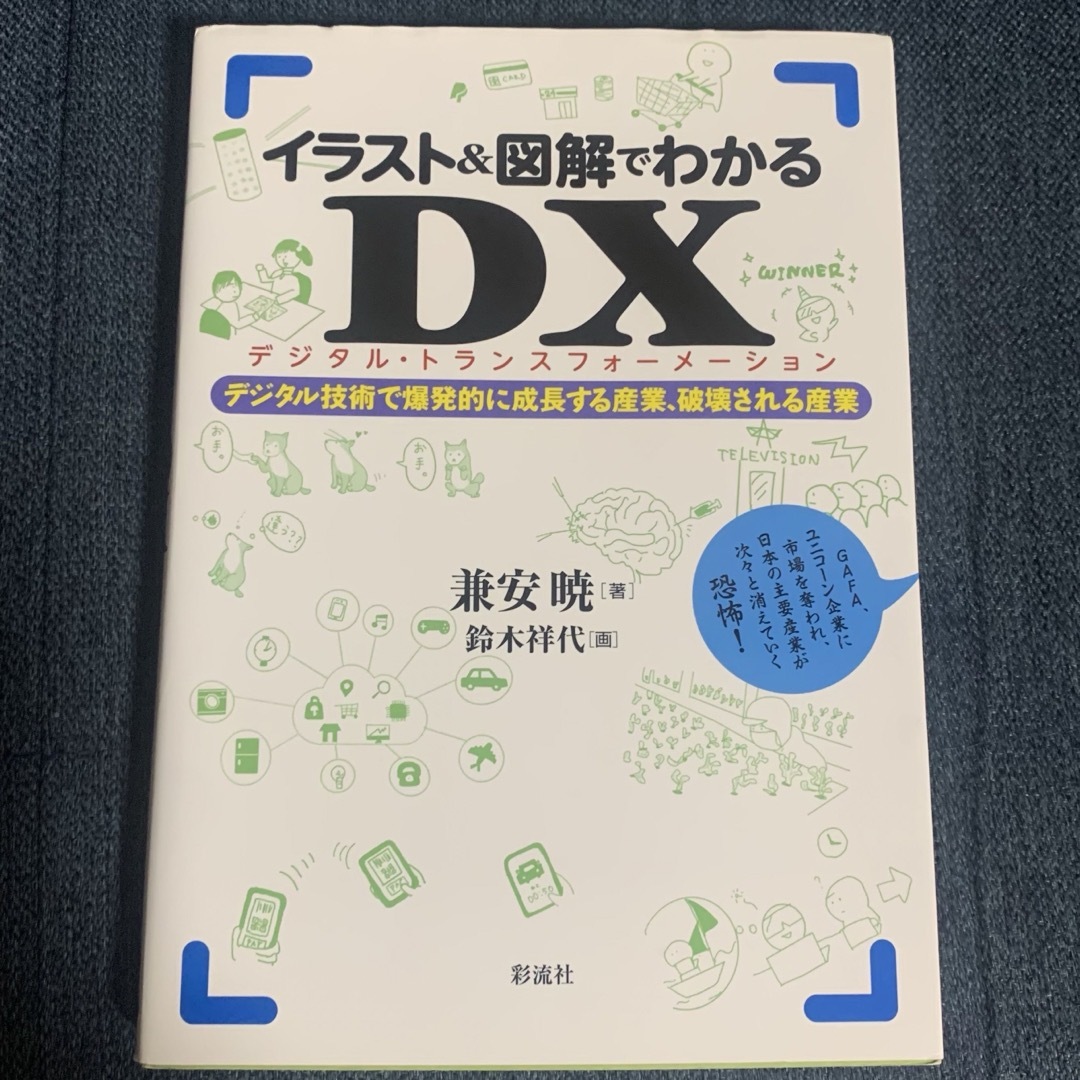 CARD
イラスト&図解でわかる
DX
WINNER
デジタル・トランスフォーメーション
デジタル技術で爆発的に成長する産業、破壊される産業
お手。
お手。
違う??
TELEVISION
GAFA、
ユニコーン企業に
市場を奪われ、
日本の主要産業が
次々と消えていく
恐怖！
兼安 暁[著]
鈴木祥代[画]
00:50
彩流社